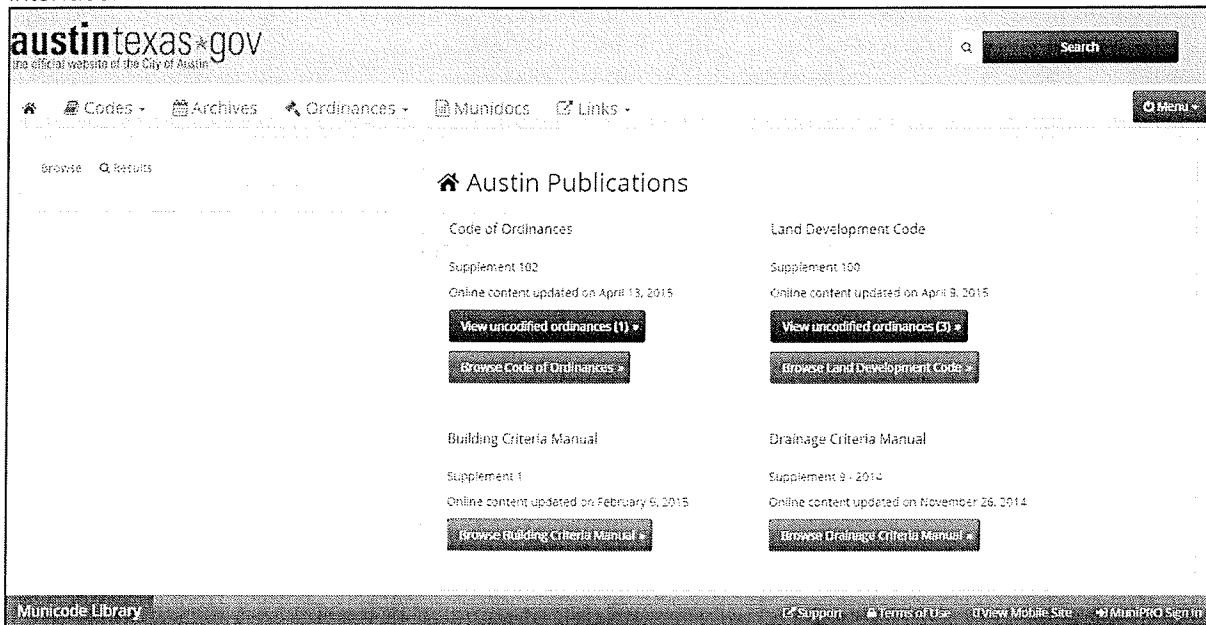 austintexas*gov
the official website of the City of Austin
Search
Codes Archives Ordinances Munidocs Links
Menu
Browse Results
Austin Publications
Code of Ordinances
Supplement 102
Online content updated on April 13, 2015
View uncodified ordinances (1) »
Browse Code of Ordinances »
Land Development Code
Supplement 100
Online content updated on April 9, 2015
View uncodified ordinances (3) »
Browse Land Development Code »
Building Criteria Manual
Supplement 1
Online content updated on February 6, 2015
Browse Building Criteria Manual »
Drainage Criteria Manual
Supplement 9 - 2014
Online content updated on November 26, 2014
Browse Drainage Criteria Manual »
Municode Library
Support Terms of Use View Mobile Site MuniPRO Sign In